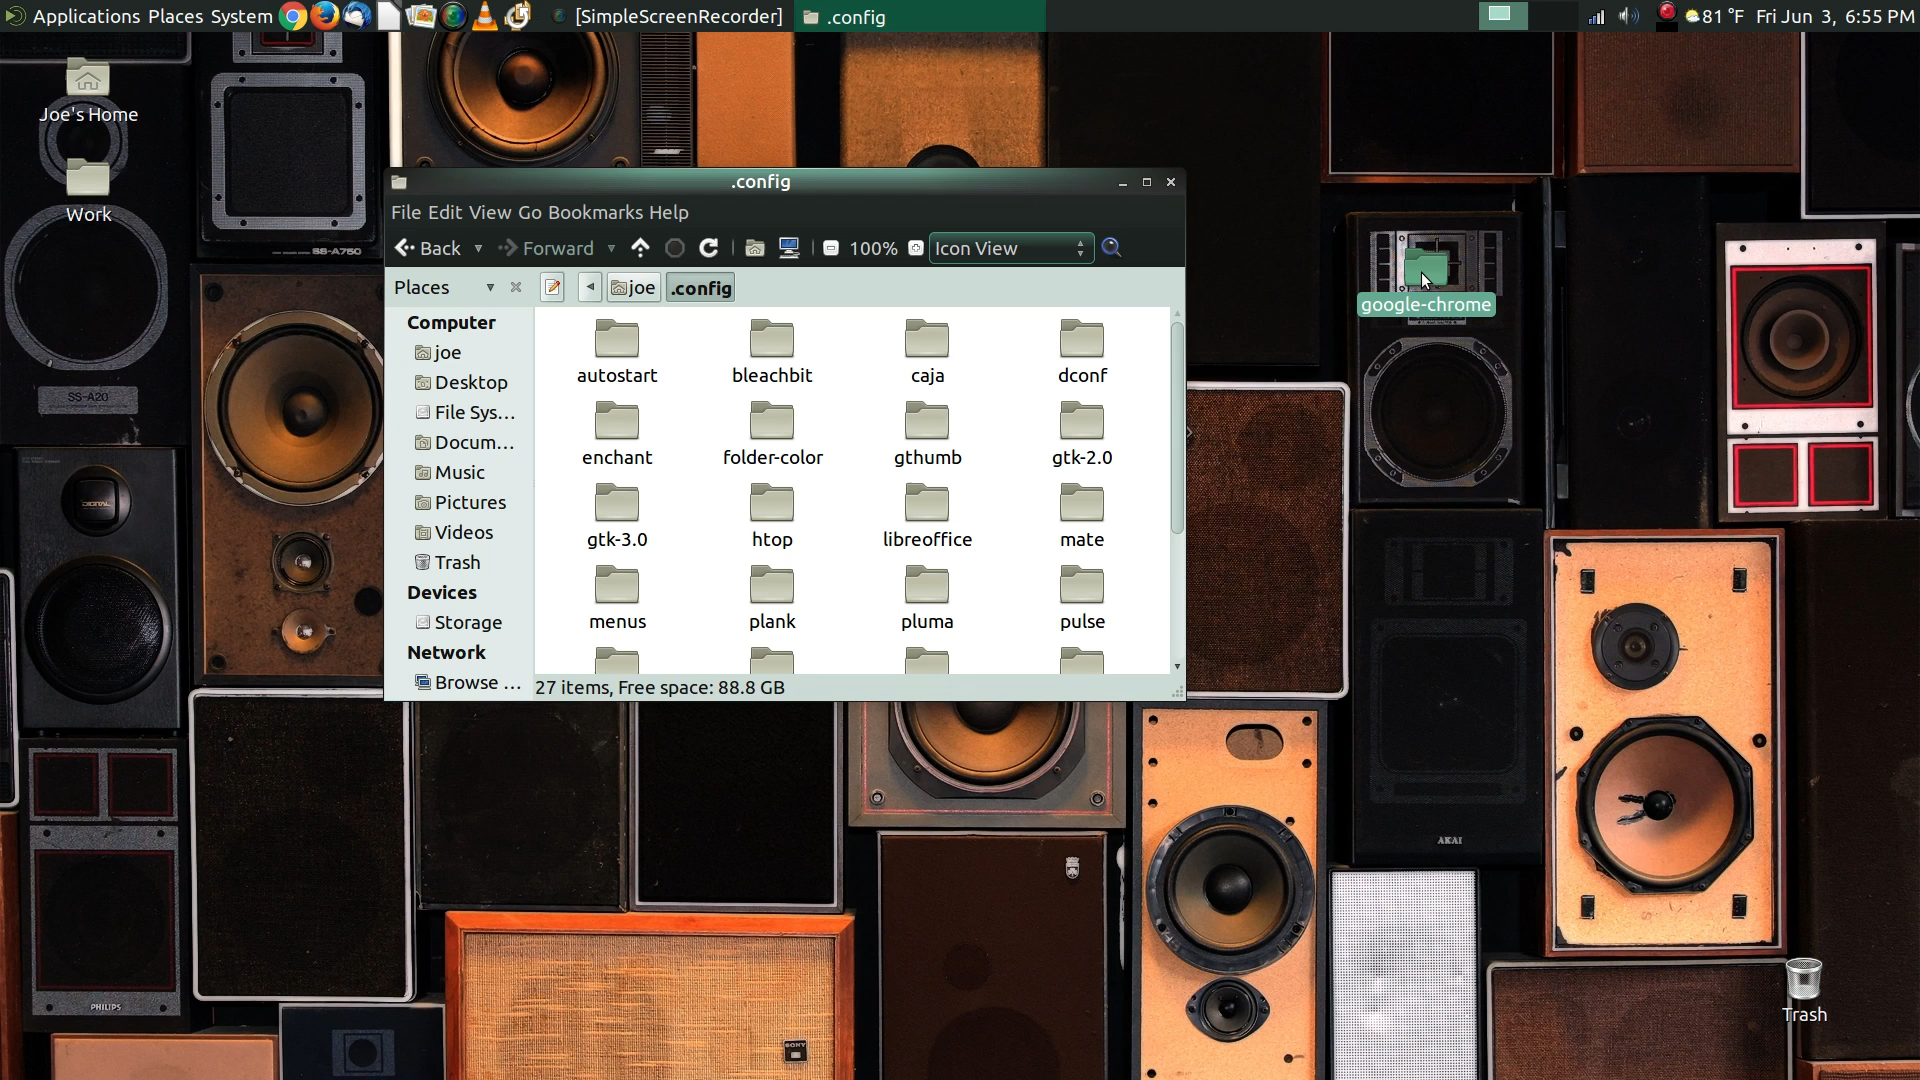 Applications Places System [SimpleScreenRecorder] .config 81 °F Fri Jun 3, 6:55 PM
Joe's Home
Work
.config
File Edit View Go Bookmarks Help
Back Forward 100% Icon View
Places joe .config
Computer
joe
Desktop
File Sys...
Docum...
Music
Pictures
Videos
Trash
Devices
Storage
Network
Browse ...
autostart bleachbit caja dconf
enchant folder-color gthumb gtk-2.0
gtk-3.0 htop libreoffice mate
menus plank pluma pulse
27 items, Free space: 88.8 GB
google-chrome
Trash
SS-A750
SS-A20
DIGITAL
PHILIPS
SONY
AKAI